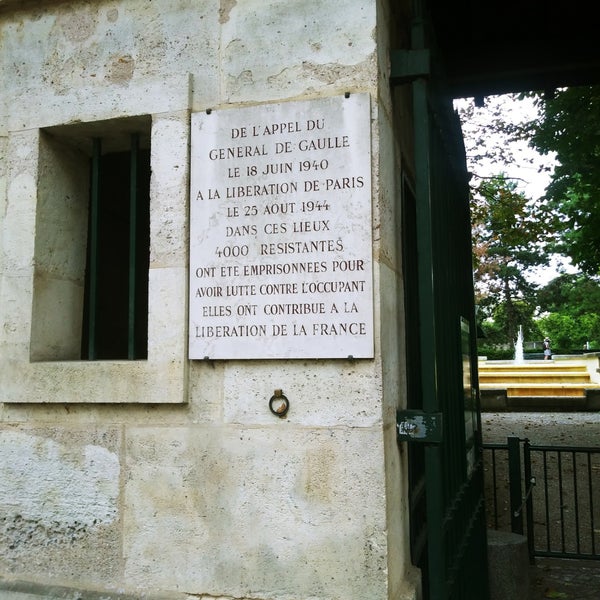 DE L'APPEL DU
GENERAL DE GAULLE
LE 18 JUIN 1940
A LA LIBERATION DE PARIS
LE 25 AOUT 1944
DANS CES LIEUX
4000 RESISTANTES
ONT ETE EMPRISONNEES POUR
AVOIR LUTTE CONTRE L'OCCUPANT
ELLES ONT CONTRIBUE A LA
LIBERATION DE LA FRANCE